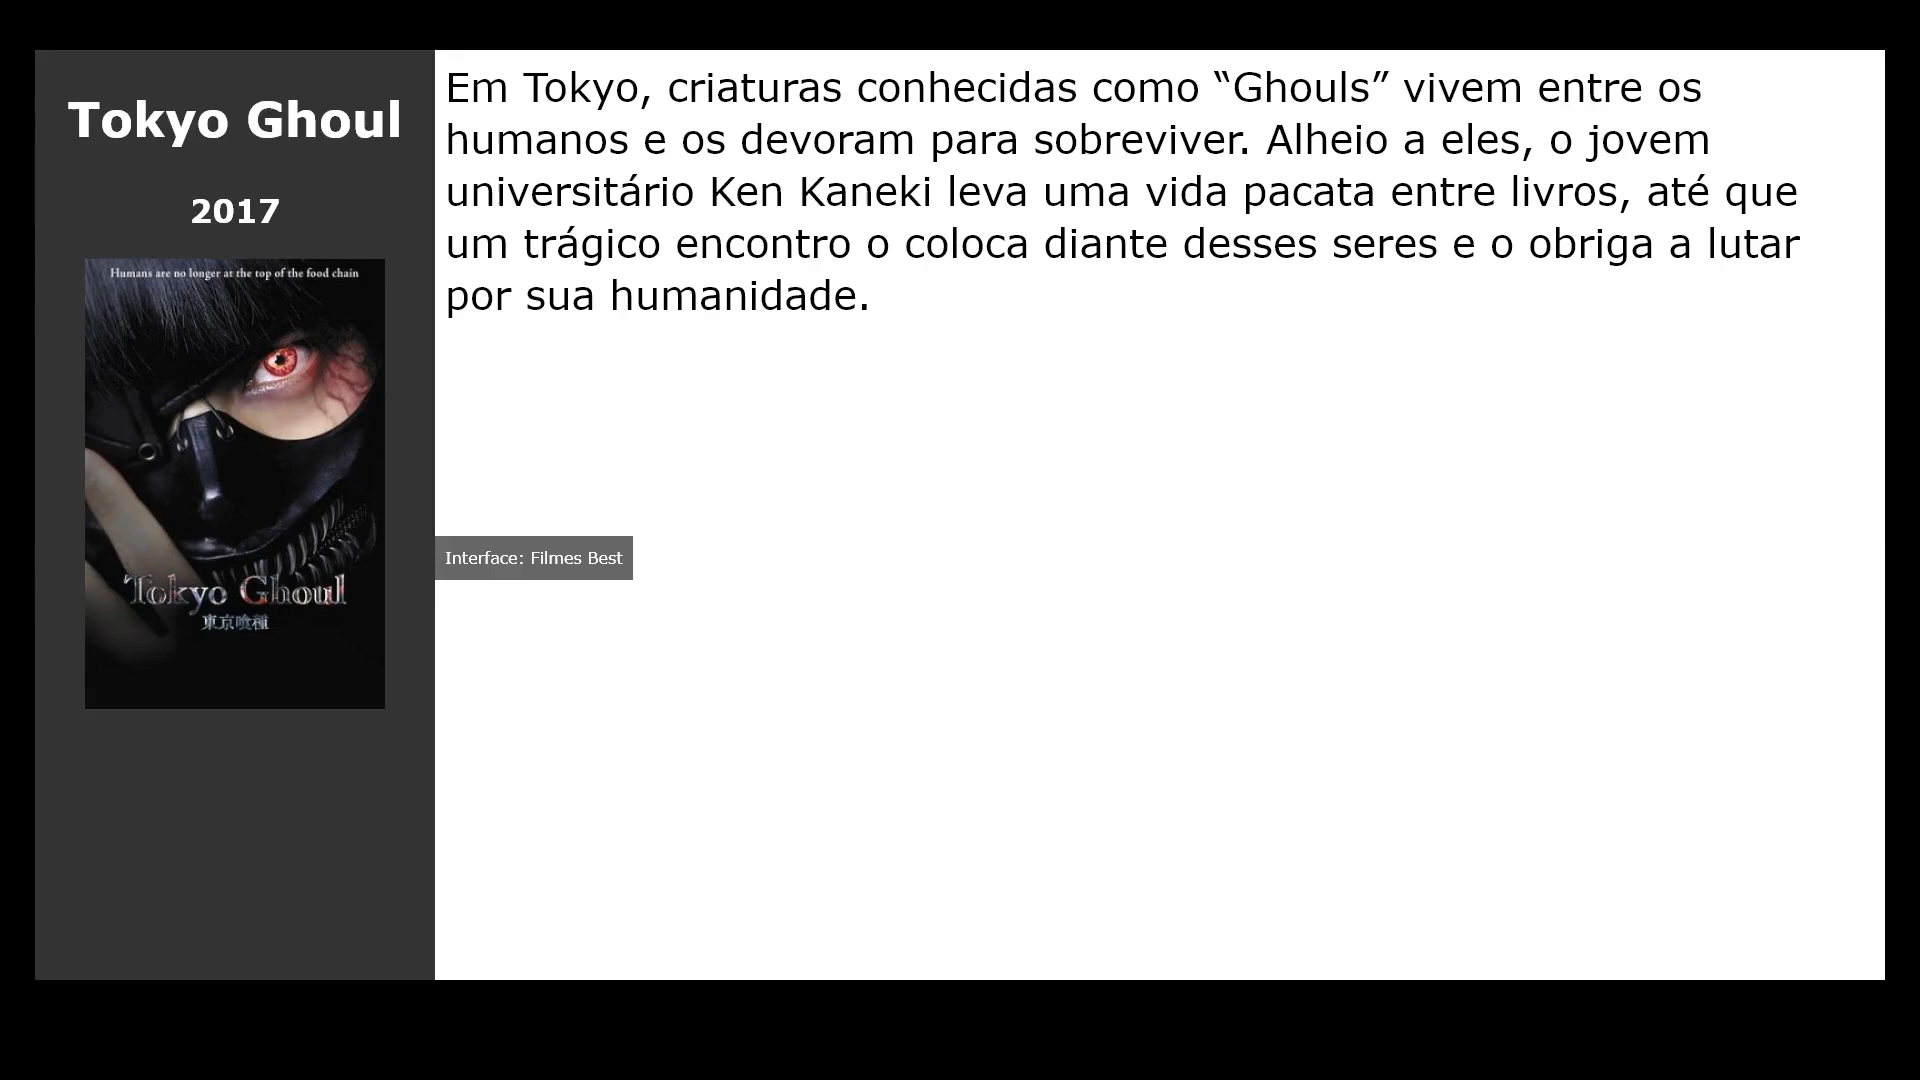 Tokyo Ghoul
2017
Humans are no longer at the top of the food chain
Tokyo Ghoul
東京喰種
Em Tokyo, criaturas conhecidas como “Ghouls” vivem entre os
humanos e os devoram para sobreviver. Alheio a eles, o jovem
universitário Ken Kaneki leva uma vida pacata entre livros, até que
um trágico encontro o coloca diante desses seres e o obriga a lutar
por sua humanidade.
Interface: Filmes Best